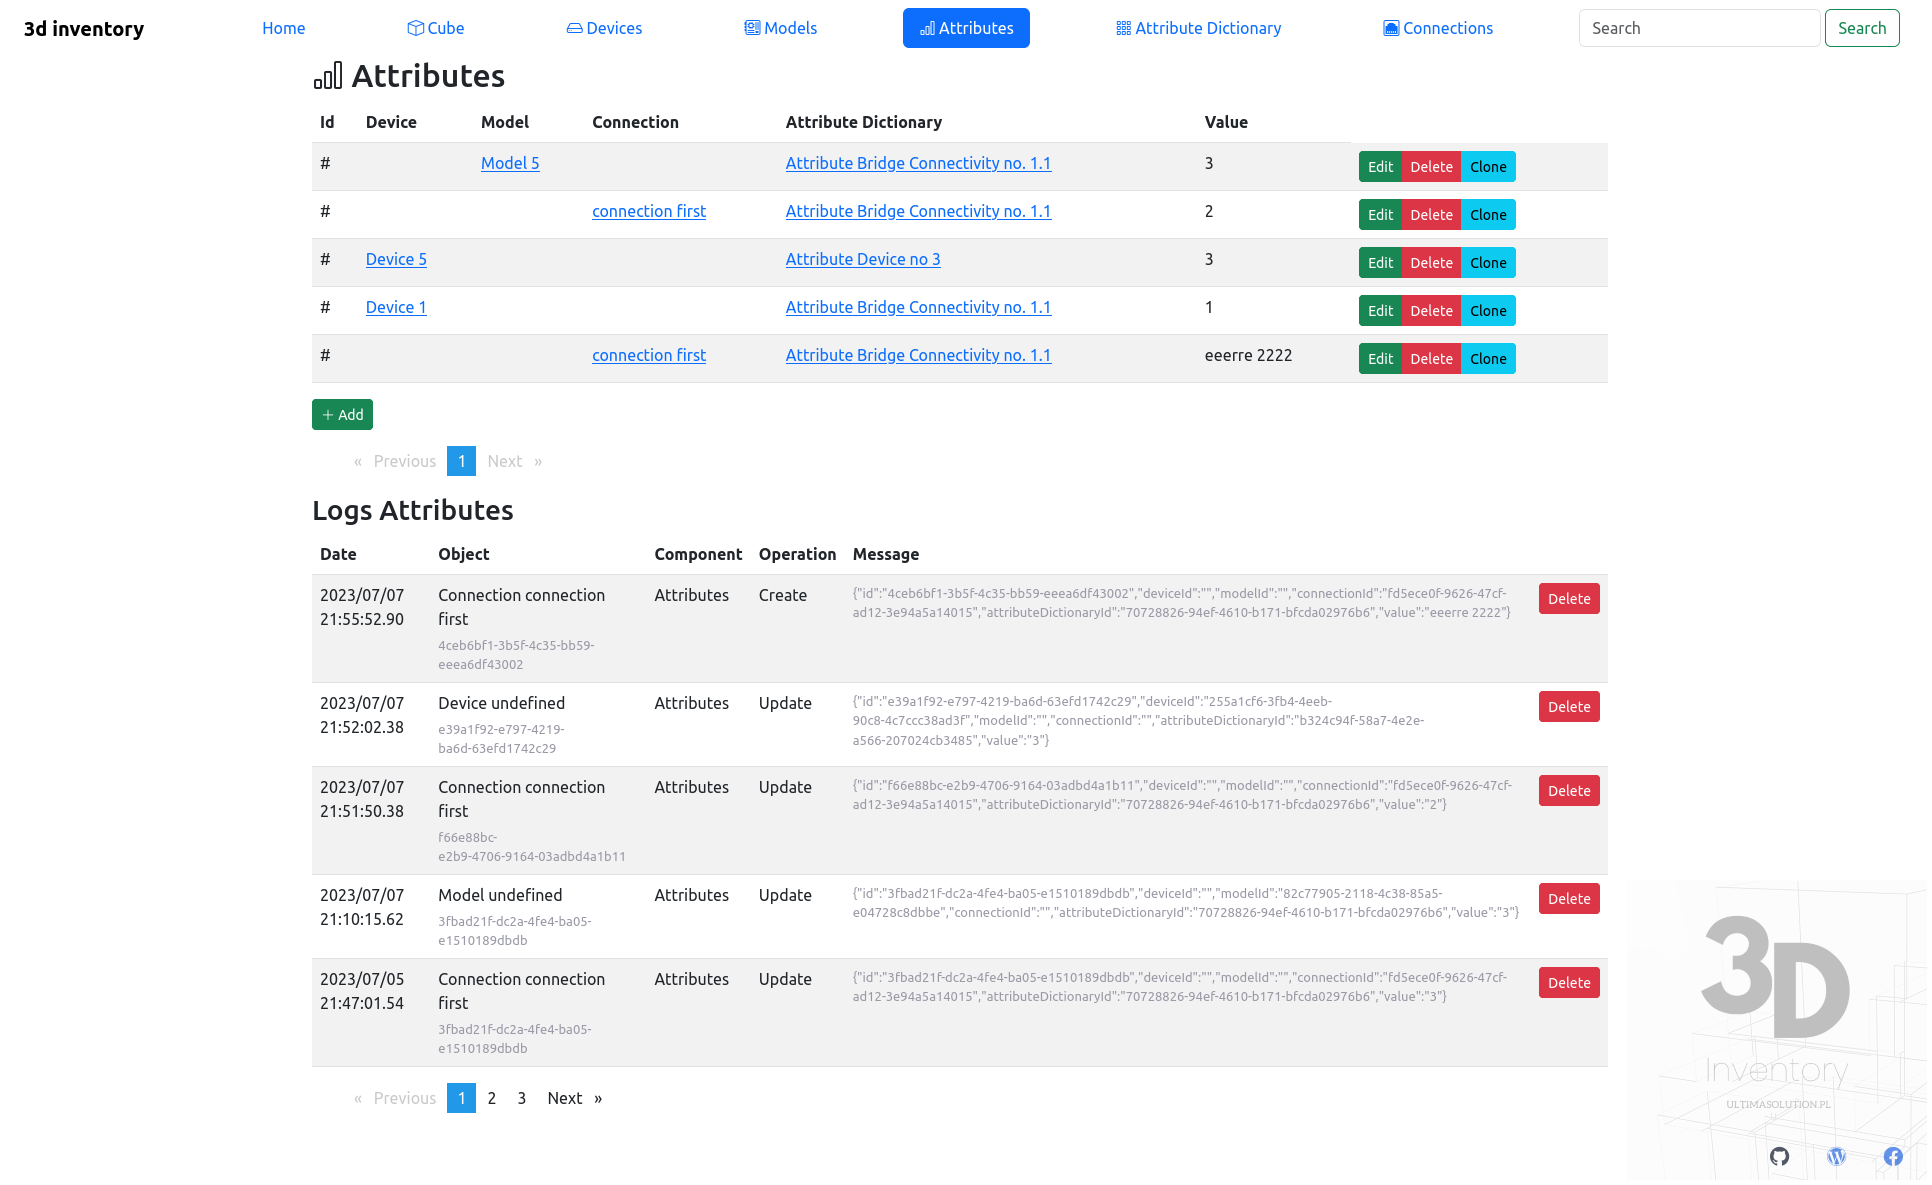 3d inventory Home Cube Devices Models Attributes Attribute Dictionary Connections Search Search
Attributes
Id Device Model Connection Attribute Dictionary Value
# Model 5 Attribute Bridge Connectivity no. 1.1 3 Edit Delete Clone
# connection first Attribute Bridge Connectivity no. 1.1 2 Edit Delete Clone
# Device 5 Attribute Device no 3 3 Edit Delete Clone
# Device 1 Attribute Bridge Connectivity no. 1.1 1 Edit Delete Clone
# connection first Attribute Bridge Connectivity no. 1.1 eeerre 2222 Edit Delete Clone
+ Add
« Previous 1 Next »
Logs Attributes
Date Object Component Operation Message
2023/07/07 Connection connection Attributes Create {"id":"4ceb6bf1-3b5f-4c35-bb59-eeea6df43002","deviceId":"","modelId":"","connectionId":"fd5ece0f-9626-47cf- Delete
21:55:52.90 first ad12-3e94a5a14015","attributeDictionaryId":"70728826-94ef-4610-b171-bfcda02976b6","value":"eeerre 2222"}
4ceb6bf1-3b5f-4c35-bb59-
eeea6df43002
2023/07/07 Device undefined Attributes Update {"id":"e39a1f92-e797-4219-ba6d-63efd1742c29","deviceId":"255a1cf6-3fb4-4eeb- Delete
21:52:02.38 e39a1f92-e797-4219- 90c8-4c7ccc38ad3f","modelId":"","connectionId":"","attributeDictionaryId":"b324c94f-58a7-4e2e-
ba6d-63efd1742c29 a566-207024cb3485","value":"3"}
2023/07/07 Connection connection Attributes Update {"id":"f66e88bc-e2b9-4706-9164-03adbd4a1b11","deviceId":"","modelId":"","connectionId":"fd5ece0f-9626-47cf- Delete
21:51:50.38 first ad12-3e94a5a14015","attributeDictionaryId":"70728826-94ef-4610-b171-bfcda02976b6","value":"2"}
f66e88bc-
e2b9-4706-9164-03adbd4a1b11
2023/07/07 Model undefined Attributes Update {"id":"3fbad21f-dc2a-4fe4-ba05-e1510189dbdb","deviceId":"","modelId":"82c77905-2118-4c38-85a5- Delete
21:10:15.62 3fbad21f-dc2a-4fe4-ba05- e04728c8dbbe","connectionId":"","attributeDictionaryId":"70728826-94ef-4610-b171-bfcda02976b6","value":"3"}
e1510189dbdb
2023/07/05 Connection connection Attributes Update {"id":"3fbad21f-dc2a-4fe4-ba05-e1510189dbdb","deviceId":"","modelId":"","connectionId":"fd5ece0f-9626-47cf- Delete
21:47:01.54 first ad12-3e94a5a14015","attributeDictionaryId":"70728826-94ef-4610-b171-bfcda02976b6","value":"3"}
3fbad21f-dc2a-4fe4-ba05-
e1510189dbdb
« Previous 1 2 3 Next »
3D
Inventory
ULTIMASOLUTION.PL